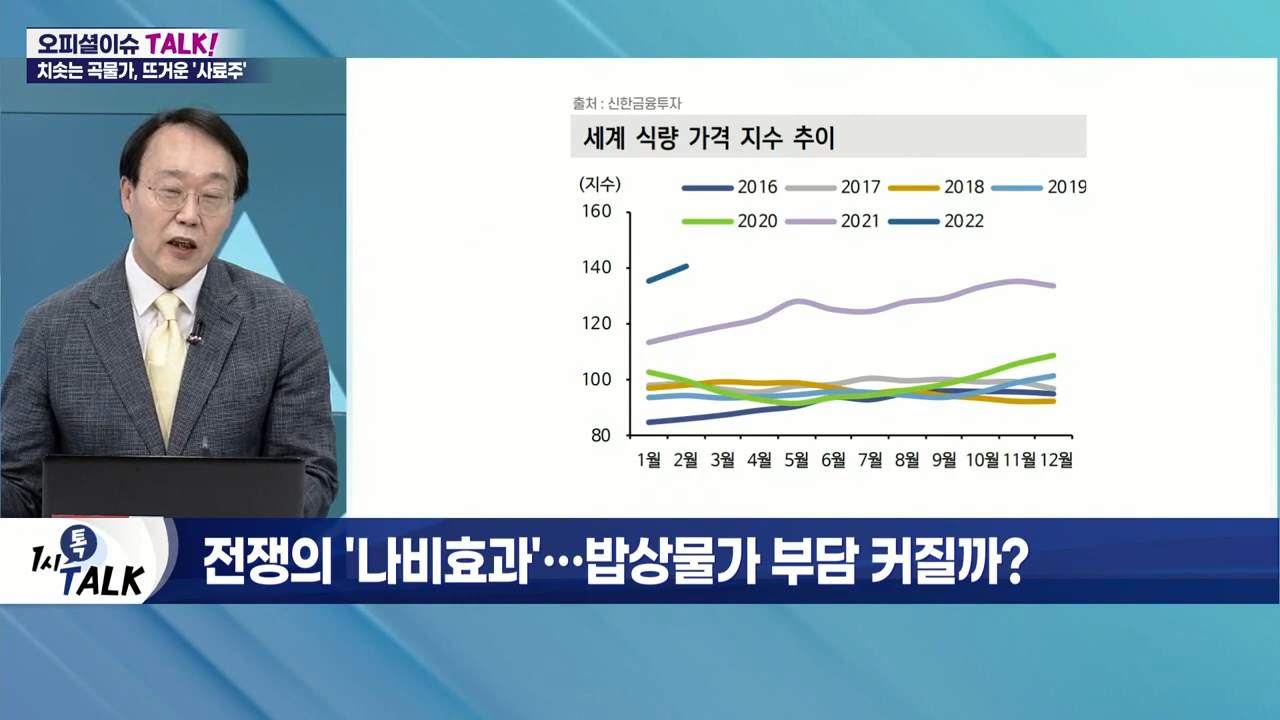 오피셜이슈 TALK!
치솟는 곡물가, 뜨거운 '사료주'
출처 : 신한금융투자
세계 식량 가격 지수 추이
(지수)
2016 2017 2018 2019
2020 2021 2022
160
140
120
100
80
1월 2월 3월 4월 5월 6월 7월 8월 9월 10월 11월 12월
1시 톡 TALK
전쟁의 '나비효과'…밥상물가 부담 커질까?